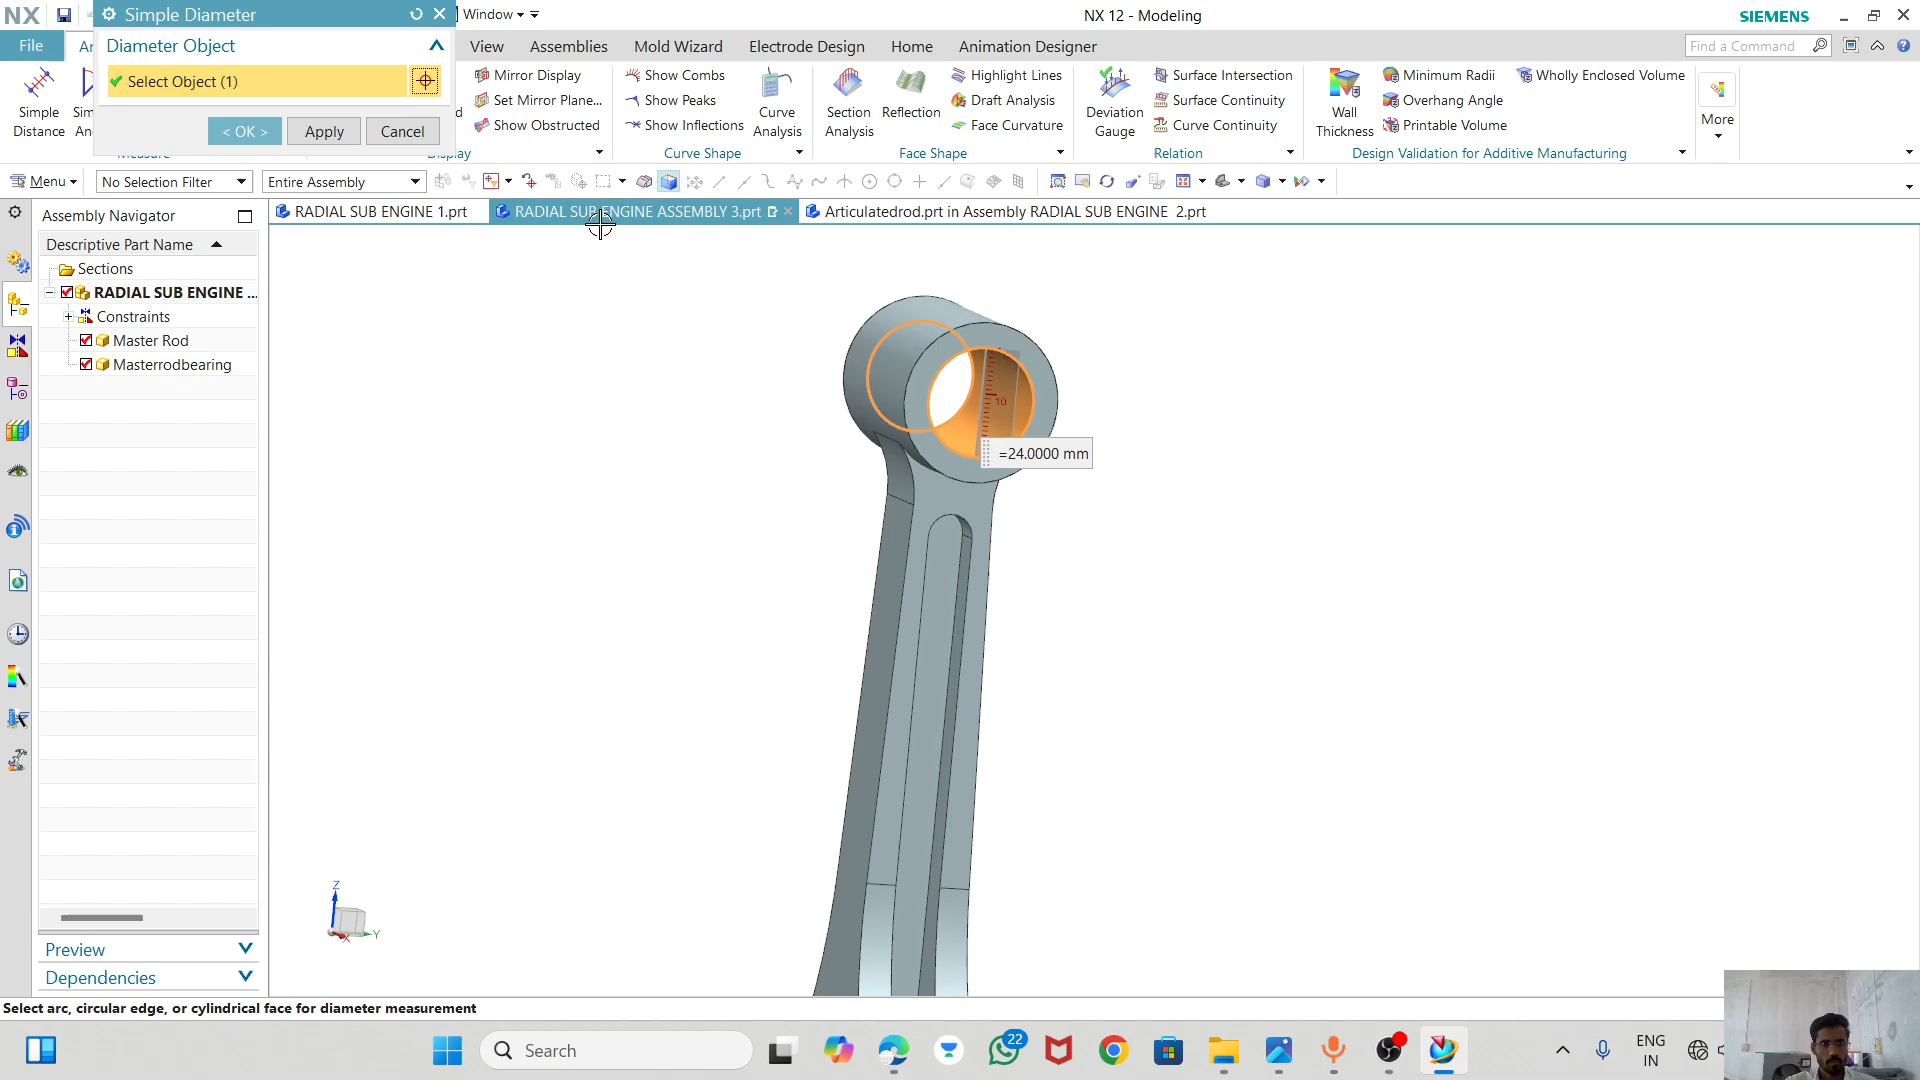 NX
Simple Diameter
Window
NX 12 - Modeling
SIEMENS
File
View
Assemblies
Mold Wizard
Electrode Design
Home
Animation Designer
Find a Command
Diameter Object
Select Object (1)
< OK >
Apply
Cancel
Simple
Distance
Mirror Display
Set Mirror Plane...
Show Obstructed
Show Combs
Show Peaks
Show Inflections
Curve
Analysis
Section
Analysis
Reflection
Highlight Lines
Draft Analysis
Face Curvature
Deviation
Gauge
Surface Intersection
Surface Continuity
Curve Continuity
Wall
Thickness
Minimum Radii
Overhang Angle
Printable Volume
Wholly Enclosed Volume
More
Curve Shape
Face Shape
Relation
Design Validation for Additive Manufacturing
Menu
No Selection Filter
Entire Assembly
Assembly Navigator
RADIAL SUB ENGINE 1.prt
RADIAL SUB ENGINE ASSEMBLY 3.prt
Articulatedrod.prt in Assembly RADIAL SUB ENGINE 2.prt
Descriptive Part Name
Sections
RADIAL SUB ENGINE ...
Constraints
Master Rod
Masterrodbearing
10
=24.0000 mm
Z
Y
X
Preview
Dependencies
Select arc, circular edge, or cylindrical face for diameter measurement
Search
22
ENG
IN